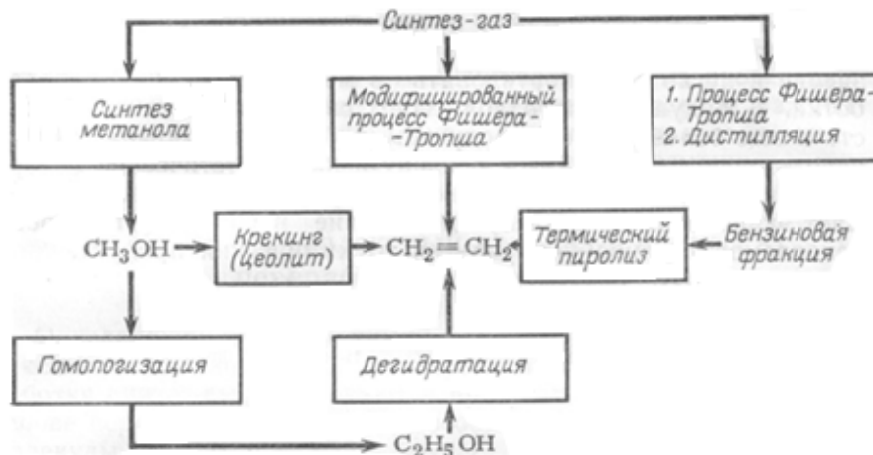 Синтез-газ
Синтез
метанола
Модифицированный
процесс Фишера-
-Тропша
1. Процесс Фишера-
Тропша
2. Дистилляция
CH₃OH
Крекинг
(цеолит)
CH₂=CH₂
Термический
пиролиз
Бензиновая
фракция
Гомологизация
Дегидратация
C₂H₅OH